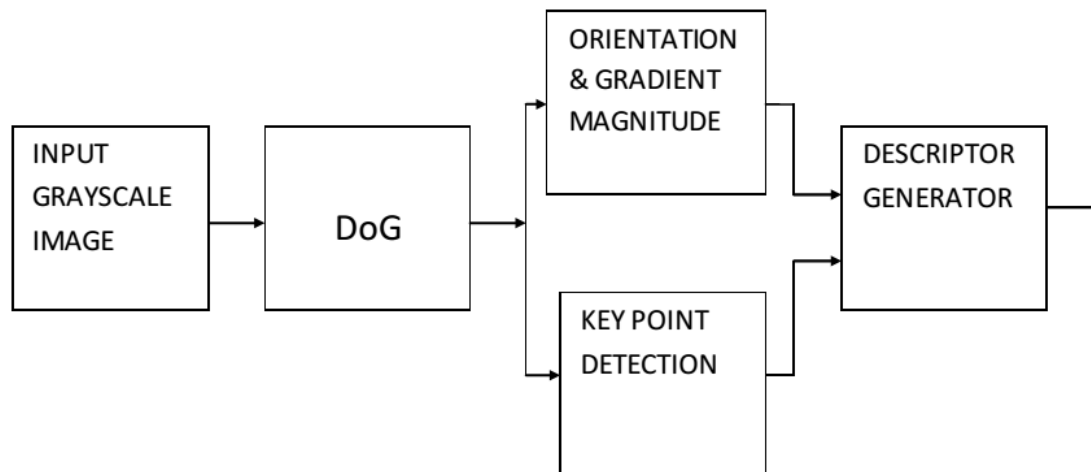 INPUT
GRAYSCALE
IMAGE
DoG
ORIENTATION
& GRADIENT
MAGNITUDE
KEY POINT
DETECTION
DESCRIPTOR
GENERATOR